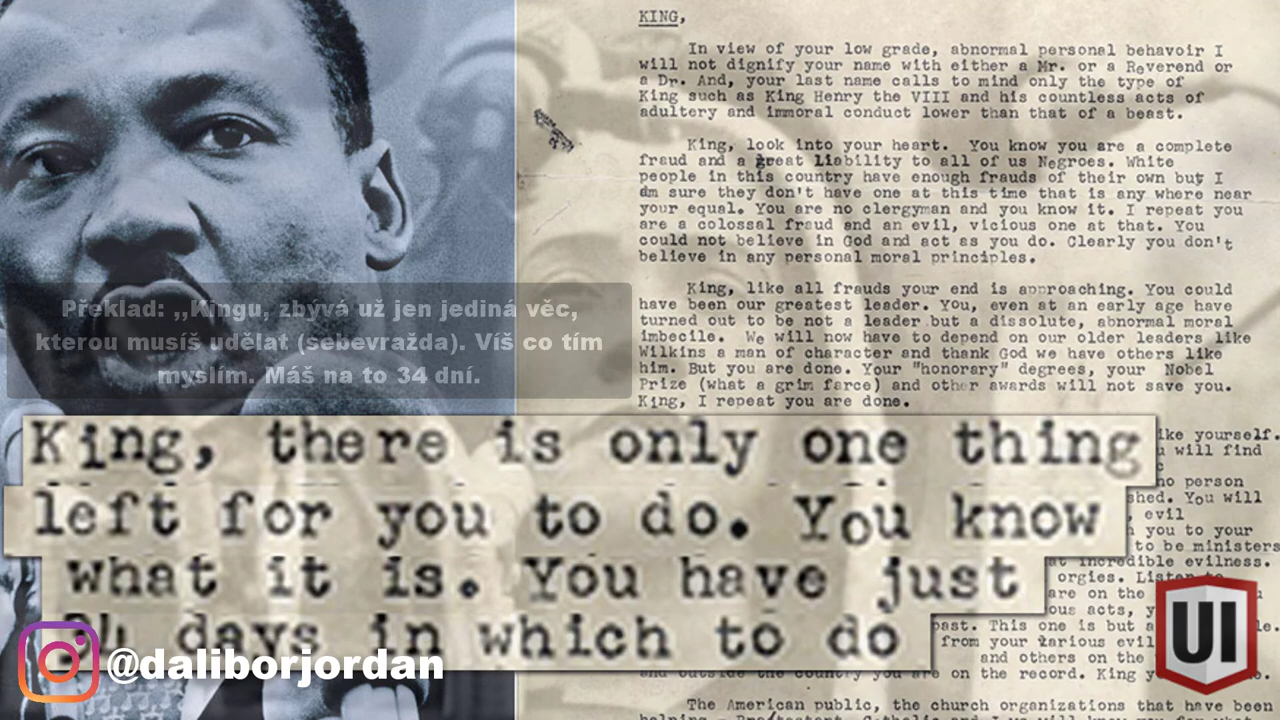 KING,
In view of your low grade, abnormal personal behavoir I
will not dignify your name with either a Mr. or a Reverend or
a Dr. And, your last name calls to mind only the type of
King such as King Henry the VIII and his countless acts of
adultery and immoral conduct lower than that of a beast.
King, look into your heart. You know you are a complete
fraud and a great liability to all of us Negroes. White
people in this country have enough frauds of their own but I
am sure they don't have one at this time that is any where near
your equal. You are no clergyman and you know it. I repeat you
are a colossal fraud and an evil, vicious one at that. You
could not believe in God and act as you do. Clearly you don't
believe in any personal moral principles.
King, like all frauds your end is approaching. You could
have been our greatest leader. You, even at an early age have
turned out to be not a leader but a dissolute, abnormal moral
imbecile. We will now have to depend on our older leaders like
Wilkins a man of character and thank God we have others like
him. But you are done. Your "honorary" degrees, your Nobel
Prize (what a grim farce) and other awards will not save you.
King, I repeat you are done.
Překlad: ,,Kingu, zbývá už jen jediná věc,
kterou musíš udělat (sebevražda). Víš co tím
myslím. Máš na to 34 dní.
King, there is only one thing
left for you to do. You know
what it is. You have just
34 days in which to do
like yourself.
will find
no person
You will
, evil
you to your
to be ministers
incredible evilness.
orgies. Listen to
are on the
acts,
This one is but a
from your various evil
and others on the
and outside the country you are on the record. King
The American public, the church organizations that have been
@daliborjordan
UI